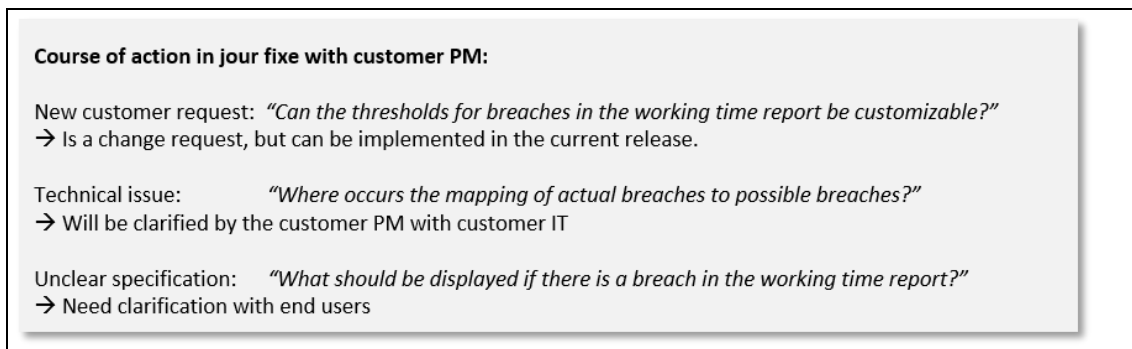 Course of action in jour fixe with customer PM:
New customer request: “Can the thresholds for breaches in the working time report be customizable?”
→ Is a change request, but can be implemented in the current release.
Technical issue: “Where occurs the mapping of actual breaches to possible breaches?”
→ Will be clarified by the customer PM with customer IT
Unclear specification: “What should be displayed if there is a breach in the working time report?”
→ Need clarification with end users